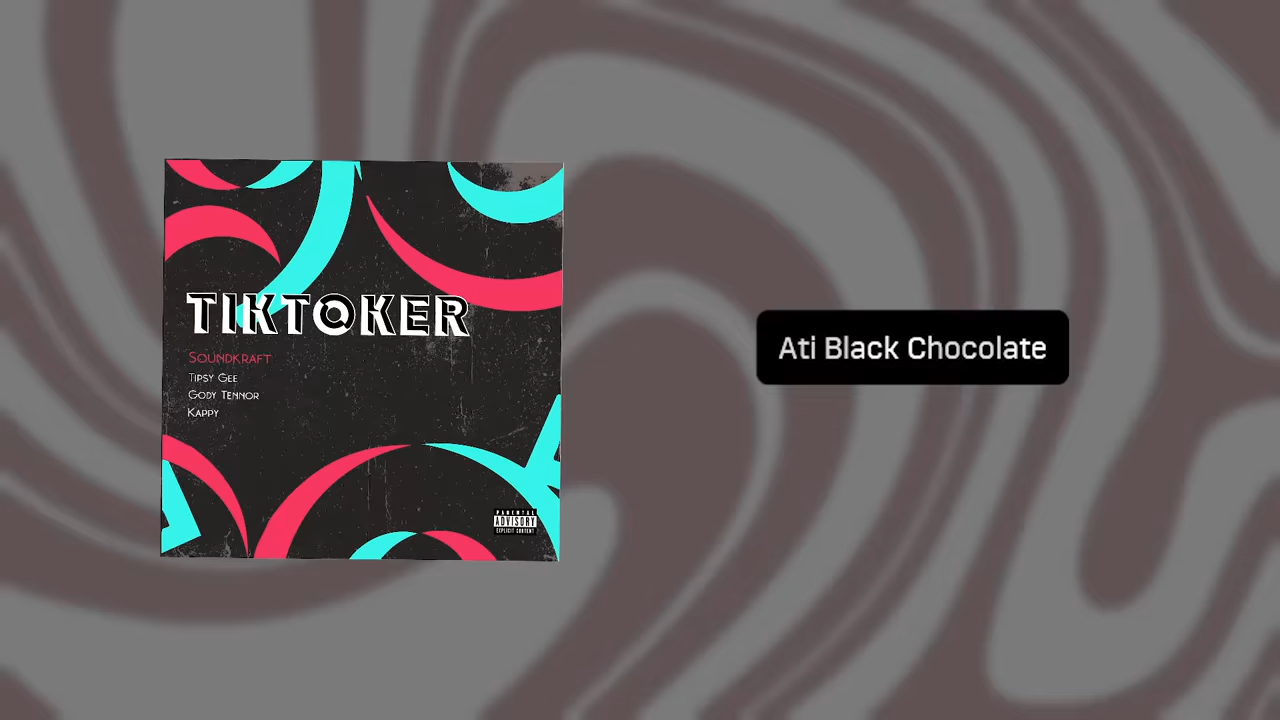 TIKTOKER
SOUNDKRAFT
TIPSY GEE
GODY TENNOR
KAPPY
PARENTAL
ADVISORY
EXPLICIT CONTENT
Ati Black Chocolate